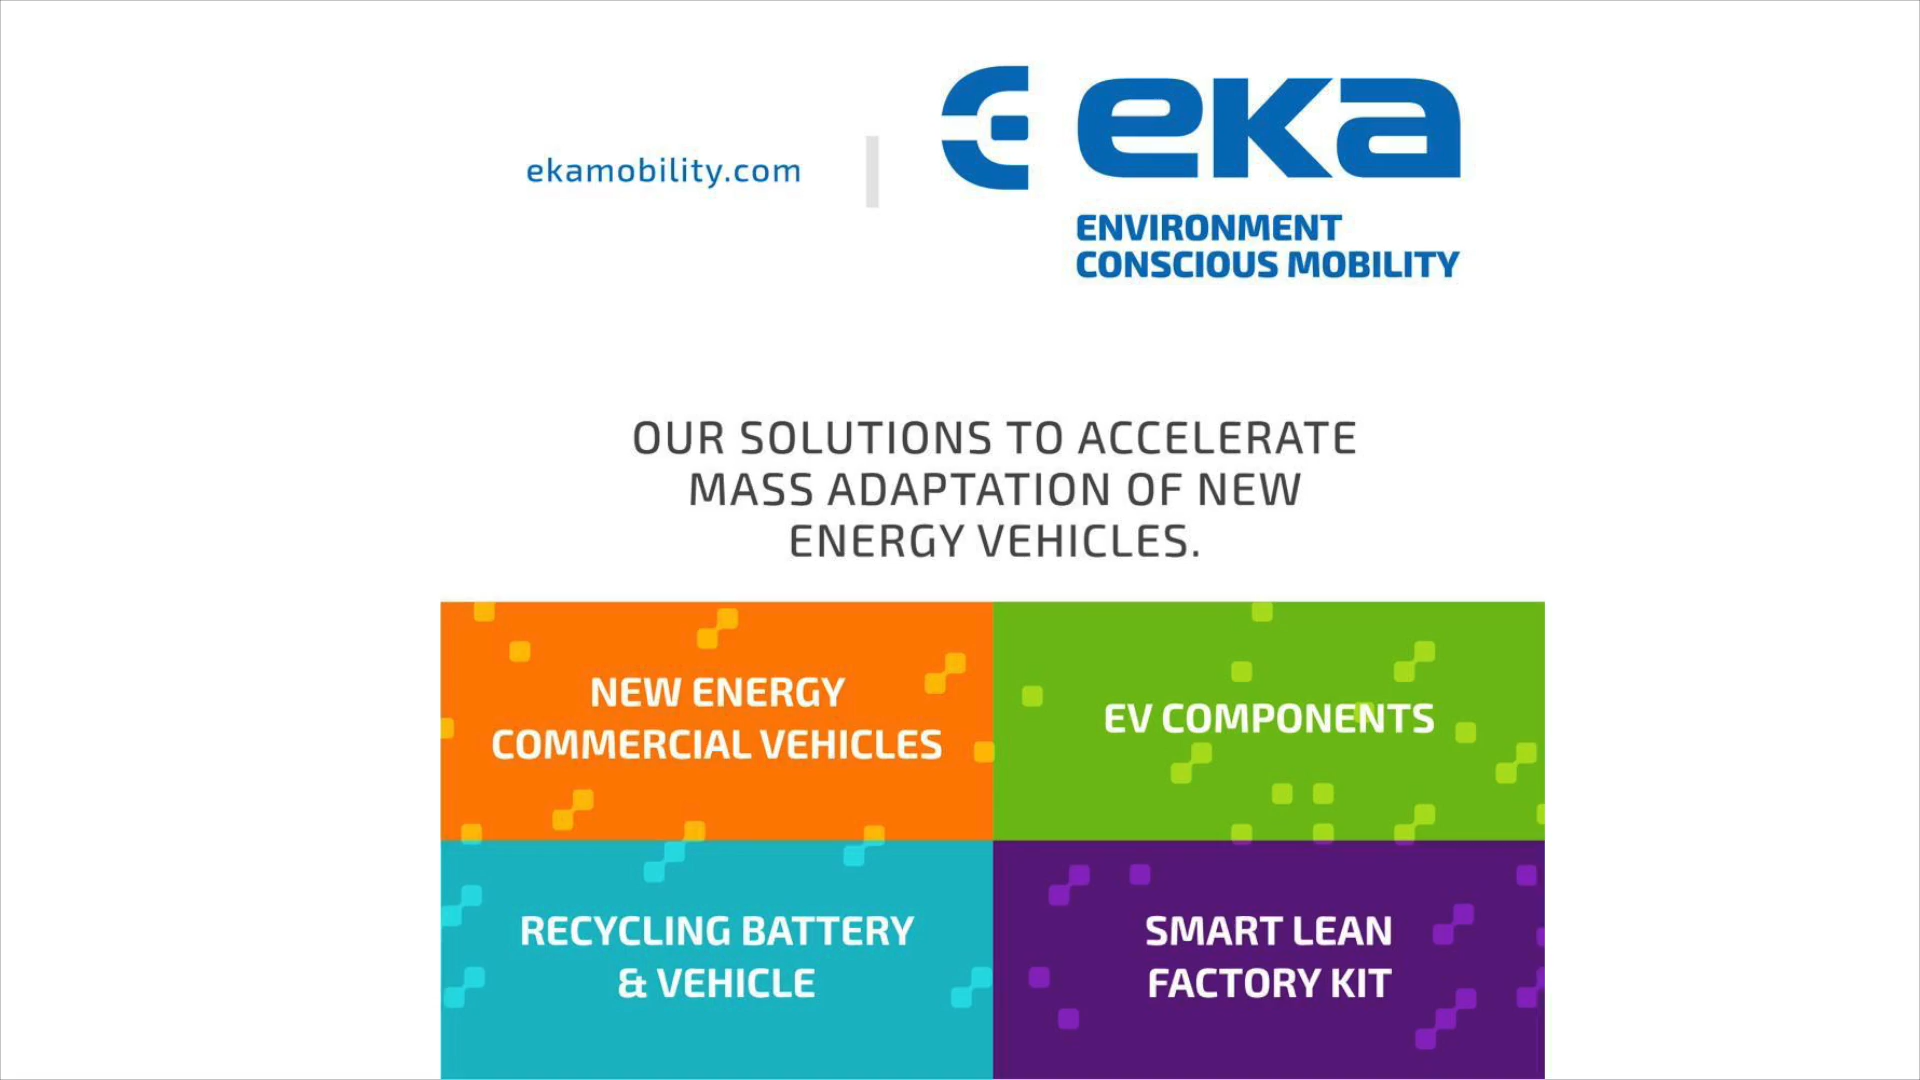 ekamobility.com
eka
ENVIRONMENT
CONSCIOUS MOBILITY
OUR SOLUTIONS TO ACCELERATE
MASS ADAPTATION OF NEW
ENERGY VEHICLES.
NEW ENERGY
COMMERCIAL VEHICLES
EV COMPONENTS
RECYCLING BATTERY
& VEHICLE
SMART LEAN
FACTORY KIT